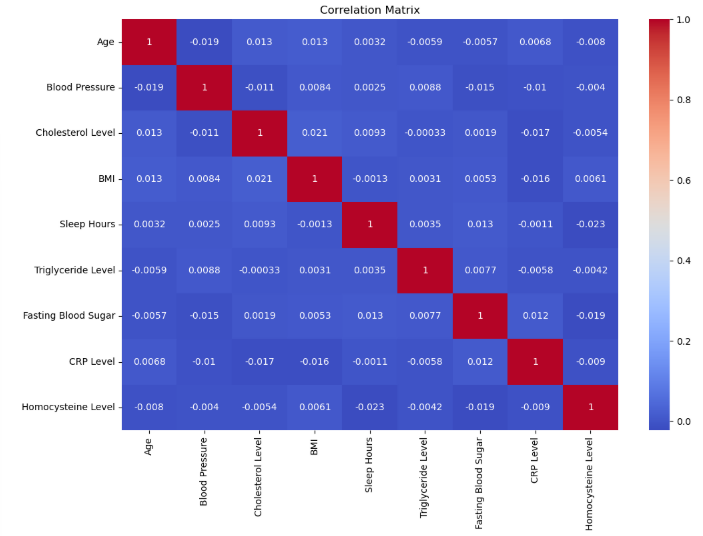 Correlation Matrix
Age 1 -0.019 0.013 0.013 0.0032 -0.0059 -0.0057 0.0068 -0.008
Blood Pressure -0.019 1 -0.011 0.0084 0.0025 0.0088 -0.015 -0.01 -0.004
Cholesterol Level 0.013 -0.011 1 0.021 0.0093 -0.00033 0.0019 -0.017 -0.0054
BMI 0.013 0.0084 0.021 1 -0.0013 0.0031 0.0053 -0.016 0.0061
Sleep Hours 0.0032 0.0025 0.0093 -0.0013 1 0.0035 0.013 -0.0011 -0.023
Triglyceride Level -0.0059 0.0088 -0.00033 0.0031 0.0035 1 0.0077 -0.0058 -0.0042
Fasting Blood Sugar -0.0057 -0.015 0.0019 0.0053 0.013 0.0077 1 0.012 -0.019
CRP Level 0.0068 -0.01 -0.017 -0.016 -0.0011 -0.0058 0.012 1 -0.009
Homocysteine Level -0.008 -0.004 -0.0054 0.0061 -0.023 -0.0042 -0.019 -0.009 1
Age
Blood Pressure
Cholesterol Level
BMI
Sleep Hours
Triglyceride Level
Fasting Blood Sugar
CRP Level
Homocysteine Level
1.0
0.8
0.6
0.4
0.2
0.0